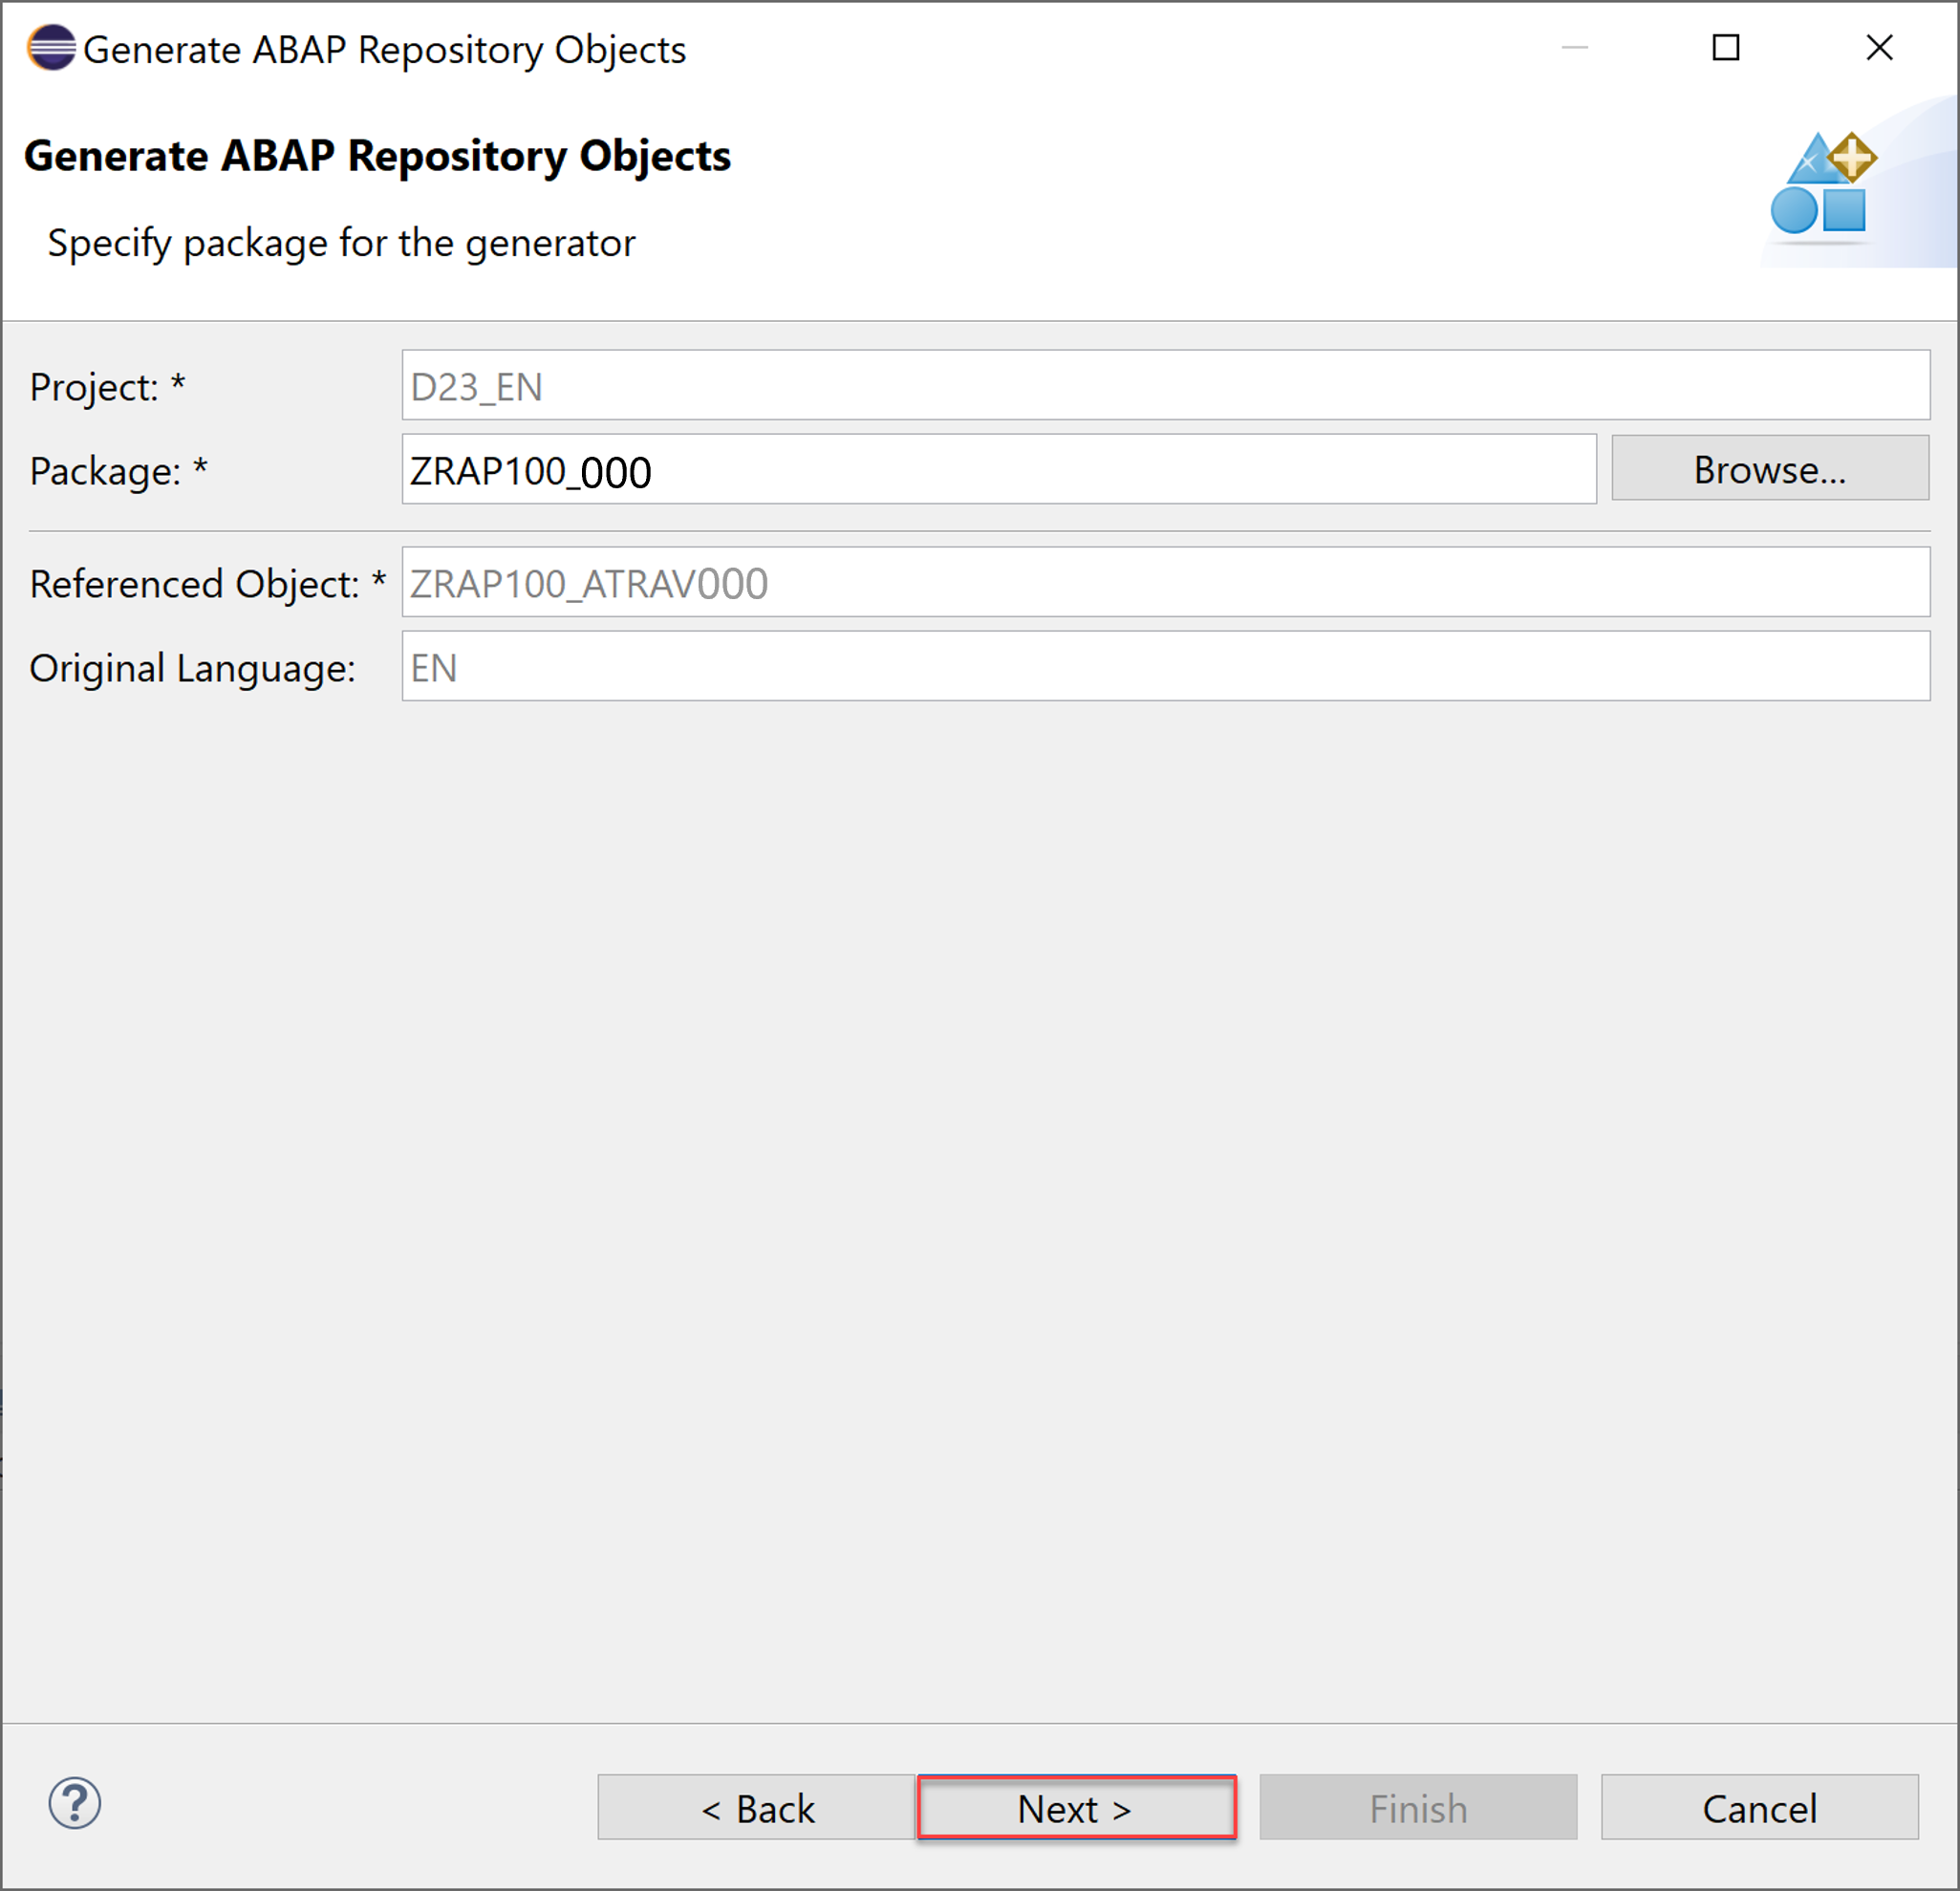 Generate ABAP Repository Objects
Generate ABAP Repository Objects
Specify package for the generator
Project: * D23_EN
Package: * ZRAP100_000 Browse...
Referenced Object: * ZRAP100_ATRAV000
Original Language: EN
? < Back Next > Finish Cancel